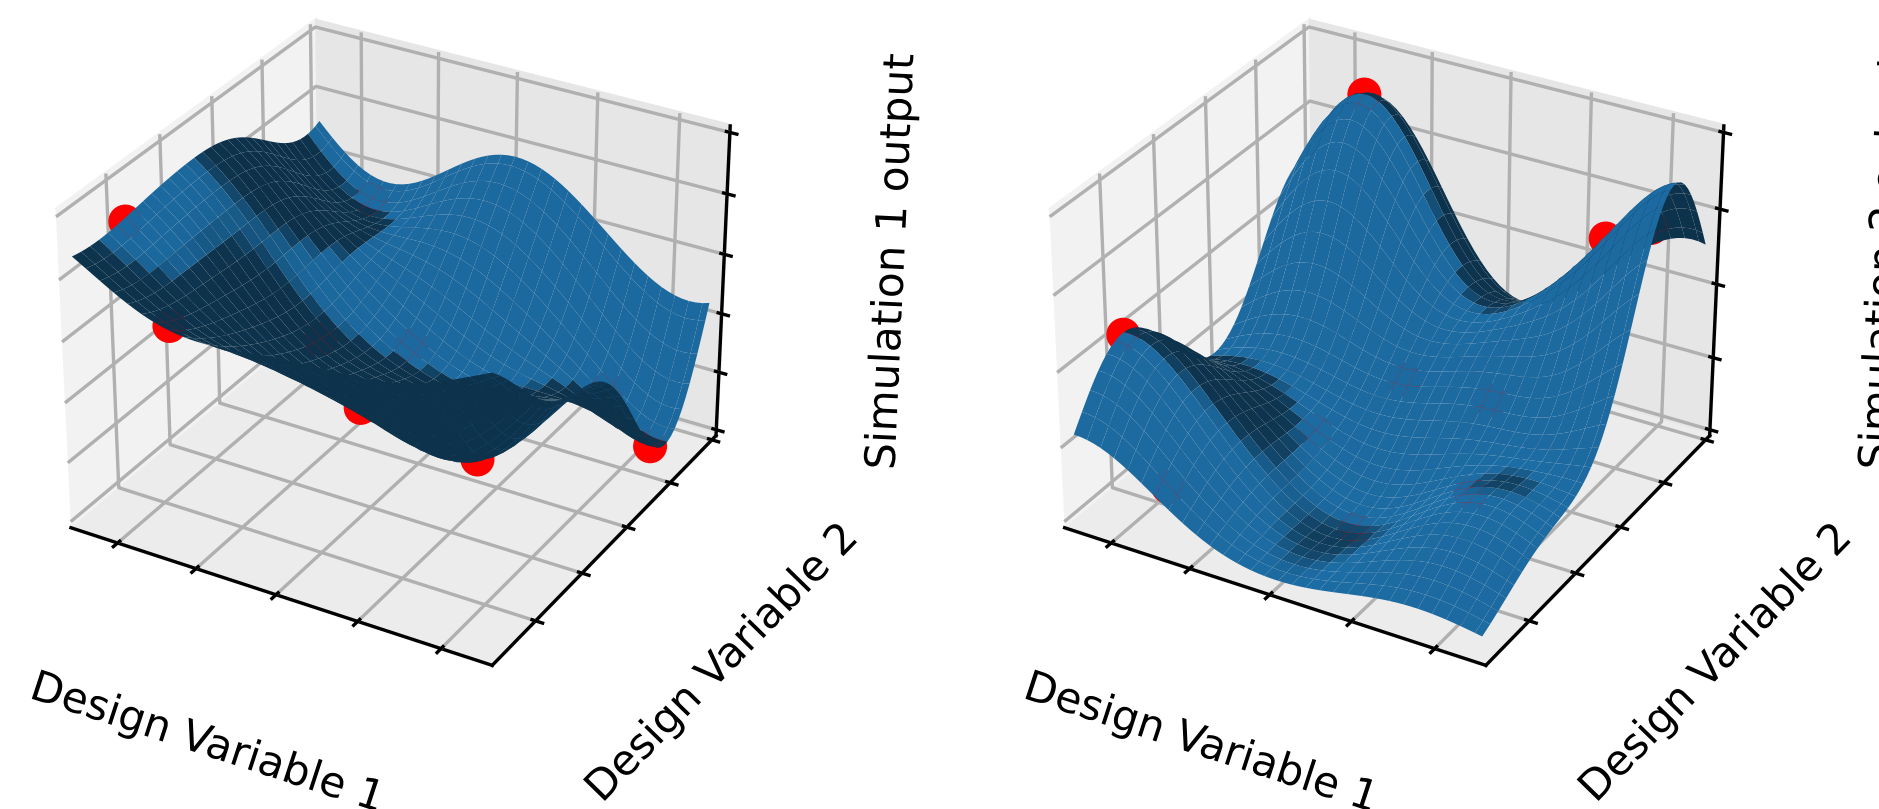 Simulation 1 output
Design Variable 1
Design Variable 2
Design Variable 1
Design Variable 2